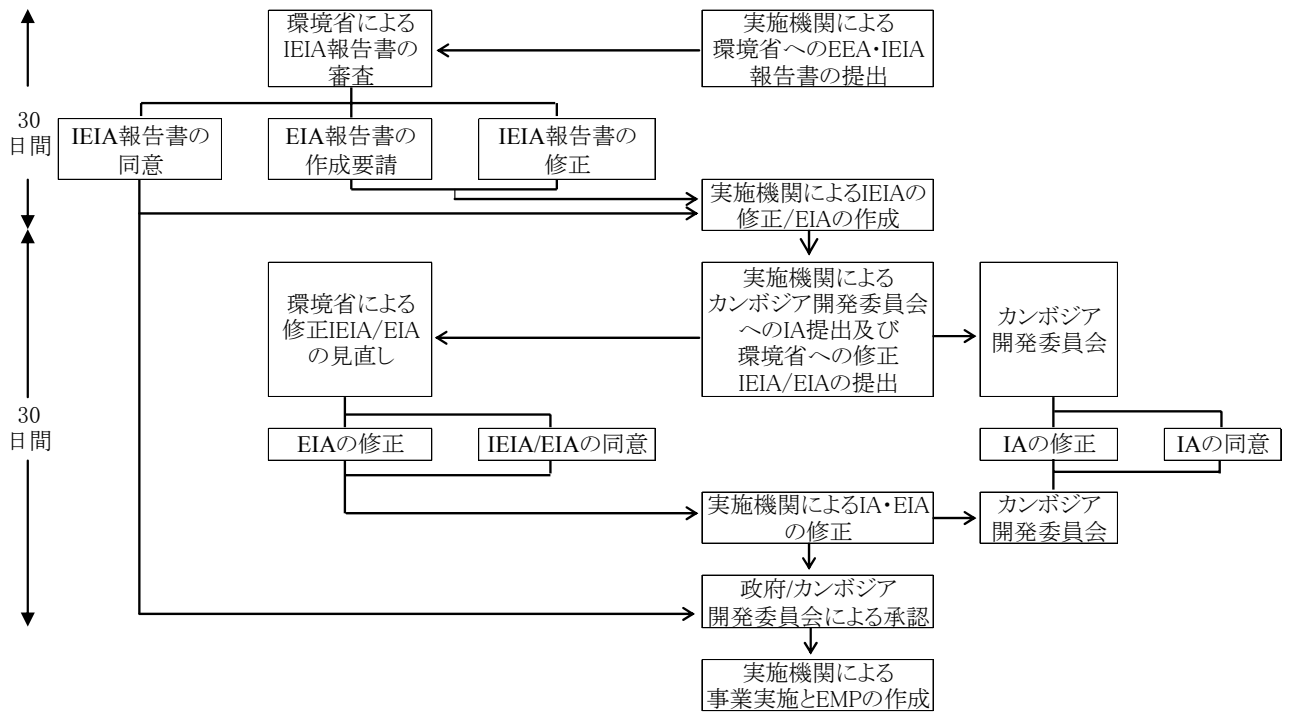 環境省による
IEIA報告書の
審査
実施機関による
環境省へのEEA・IEIA
報告書の提出
30
日間
IEIA報告書の
同意
EIA報告書の
作成要請
IEIA報告書の
修正
実施機関によるIEIAの
修正/EIAの作成
環境省による
修正IEIA/EIA
の見直し
実施機関による
カンボジア開発委員会
へのIA提出及び
環境省への修正
IEIA/EIAの提出
カンボジア
開発委員会
30
日間
EIAの修正
IEIA/EIAの同意
IAの修正
IAの同意
実施機関によるIA・EIA
の修正
カンボジア
開発委員会
政府/カンボジア
開発委員会による承認
実施機関による
事業実施とEMPの作成